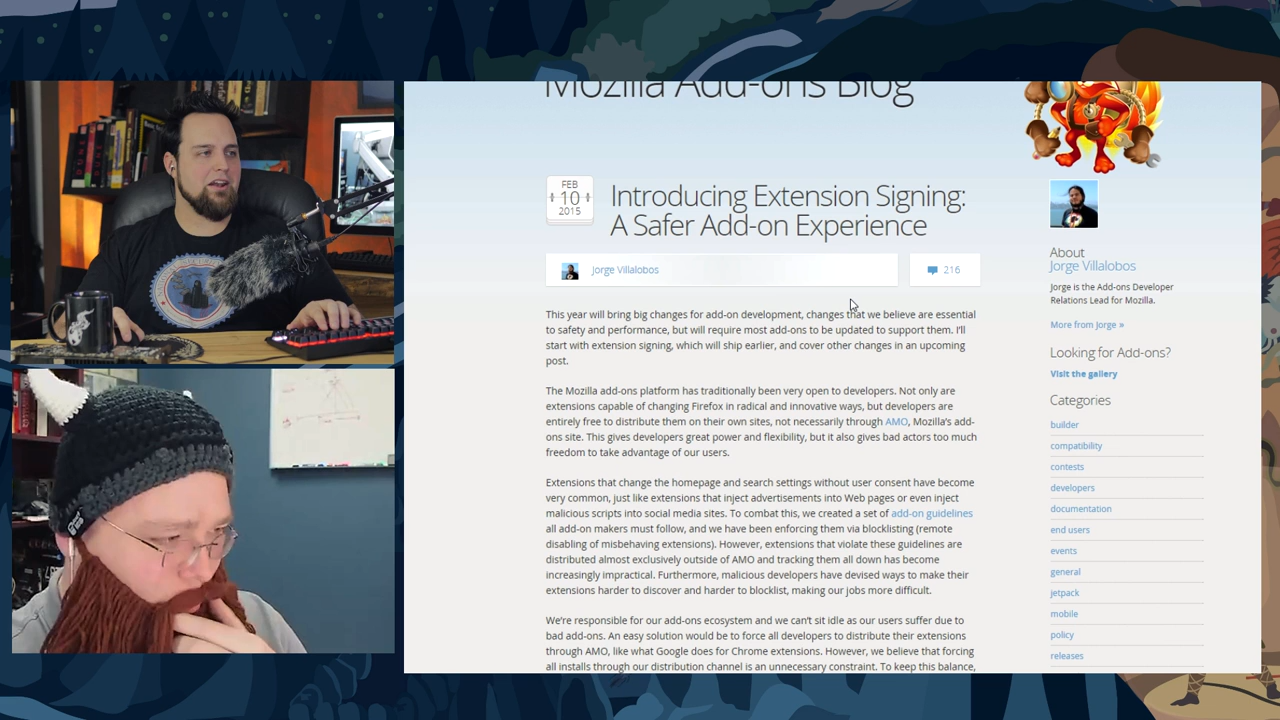 Mozilla Add-ons Blog
FEB
10
2015
Introducing Extension Signing:
A Safer Add-on Experience
Jorge Villalobos
216
This year will bring big changes for add-on development, changes that we believe are essential
to safety and performance, but will require most add-ons to be updated to support them. I'll
start with extension signing, which will ship earlier, and cover other changes in an upcoming
post.
The Mozilla add-ons platform has traditionally been very open to developers. Not only are
extensions capable of changing Firefox in radical and innovative ways, but developers are
entirely free to distribute them on their own sites, not necessarily through AMO, Mozilla's add-
ons site. This gives developers great power and flexibility, but it also gives bad actors too much
freedom to take advantage of our users.
Extensions that change the homepage and search settings without user consent have become
very common, just like extensions that inject advertisements into Web pages or even inject
malicious scripts into social media sites. To combat this, we created a set of add-on guidelines
all add-on makers must follow, and we have been enforcing them via blocklisting (remote
disabling of misbehaving extensions). However, extensions that violate these guidelines are
distributed almost exclusively outside of AMO and tracking them all down has become
increasingly impractical. Furthermore, malicious developers have devised ways to make their
extensions harder to discover and harder to blocklist, making our jobs more difficult.
We're responsible for our add-ons ecosystem and we can't sit idle as our users suffer due to
bad add-ons. An easy solution would be to force all developers to distribute their extensions
through AMO, like what Google does for Chrome extensions. However, we believe that forcing
all installs through our distribution channel is an unnecessary constraint. To keep this balance,
About
Jorge Villalobos
Jorge is the Add-ons Developer
Relations Lead for Mozilla.
More from Jorge »
Looking for Add-ons?
Visit the gallery
Categories
builder
compatibility
contests
developers
documentation
end users
events
general
jetpack
mobile
policy
releases